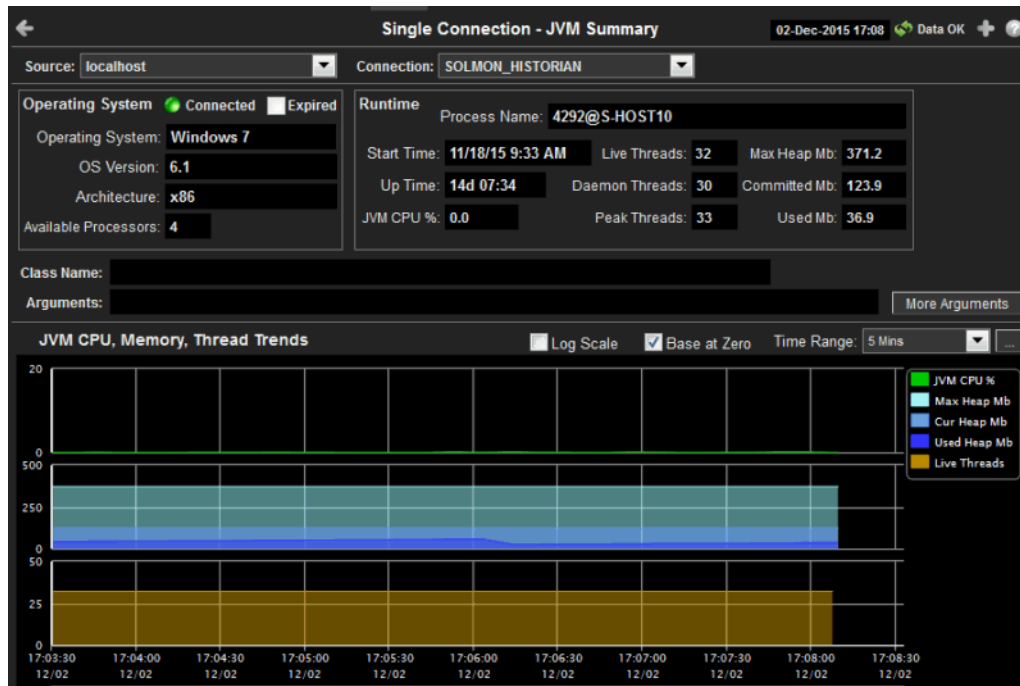 Single Connection - JVM Summary 02-Dec-2015 17:08 Data OK
Source: localhost Connection: SOLMON_HISTORIAN
Operating System Connected Expired
Operating System: Windows 7
OS Version: 6.1
Architecture: x86
Available Processors: 4
Runtime
Process Name: 4292@S-HOST10
Start Time: 11/18/15 9:33 AM Live Threads: 32 Max Heap Mb: 371.2
Up Time: 14d 07:34 Daemon Threads: 30 Committed Mb: 123.9
JVM CPU %: 0.0 Peak Threads: 33 Used Mb: 36.9
Class Name:
Arguments: More Arguments
JVM CPU, Memory, Thread Trends Log Scale Base at Zero Time Range: 5 Mins ...
20
0
500
250
0
50
25
0
JVM CPU %
Max Heap Mb
Cur Heap Mb
Used Heap Mb
Live Threads
17:03:30 17:04:00 17:04:30 17:05:00 17:05:30 17:06:00 17:06:30 17:07:00 17:07:30 17:08:00 17:08:30
12/02 12/02 12/02 12/02 12/02 12/02 12/02 12/02 12/02 12/02 12/02